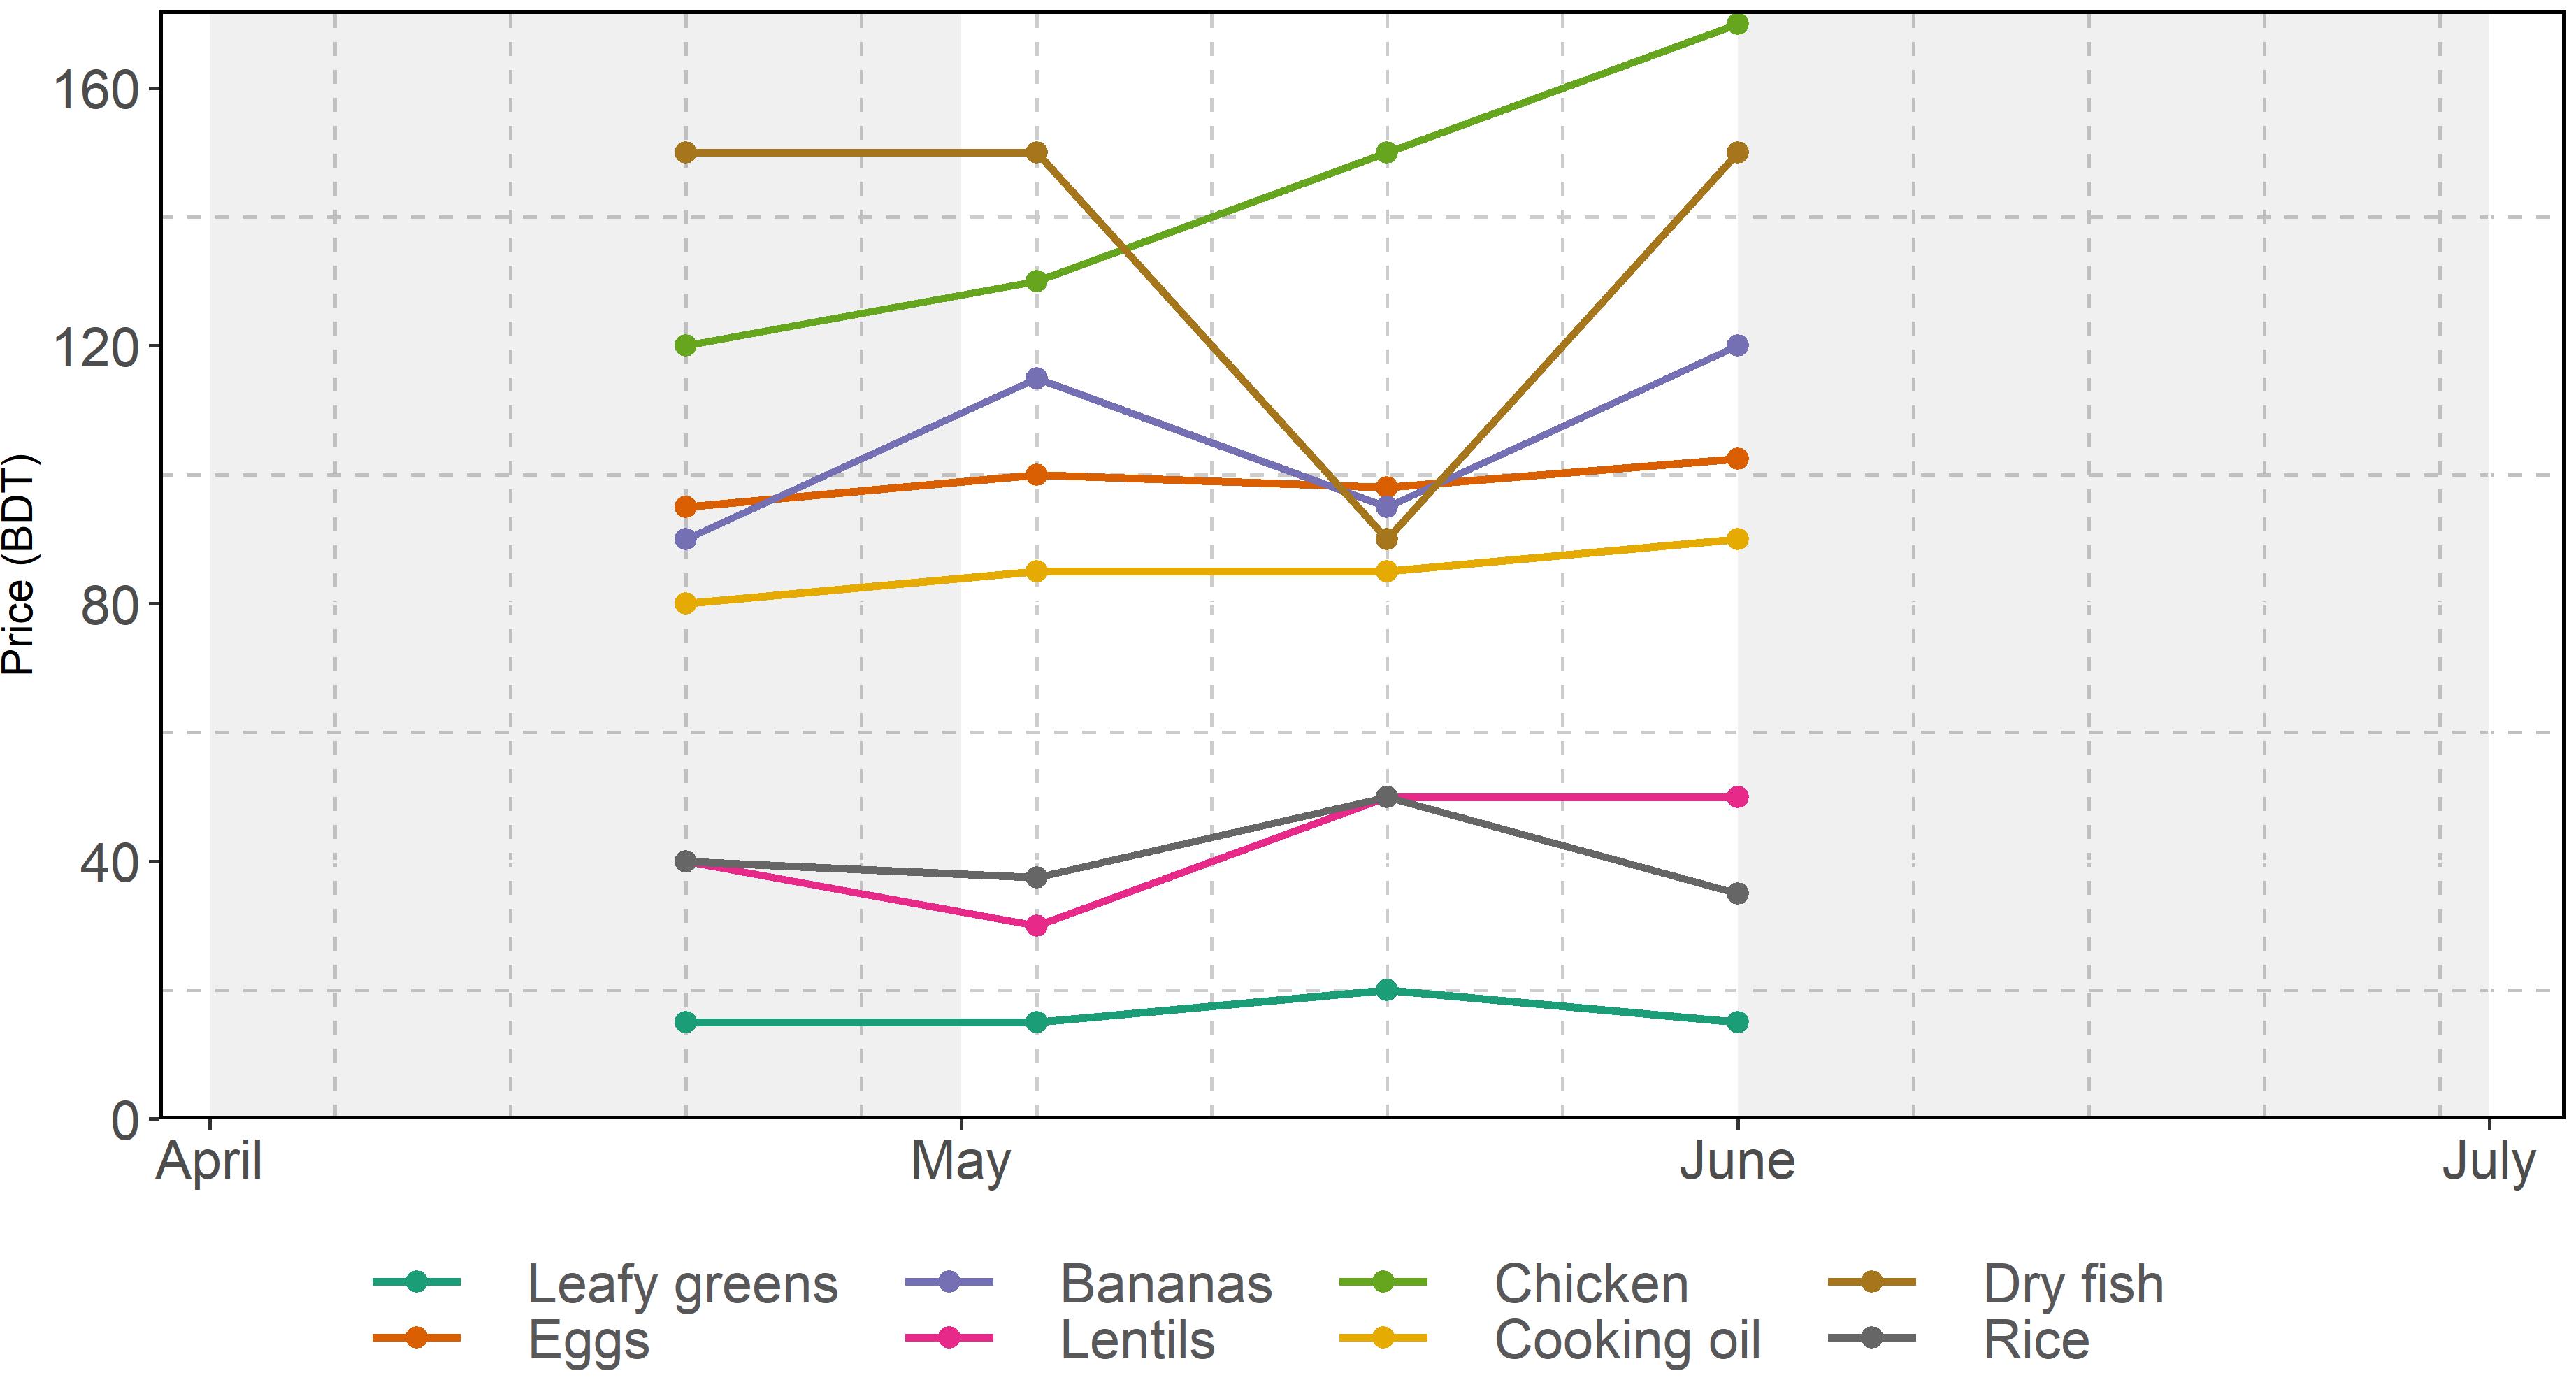 160
120
80
40
0
Price (BDT)
April May June July
Leafy greens Bananas Chicken Dry fish
Eggs Lentils Cooking oil Rice